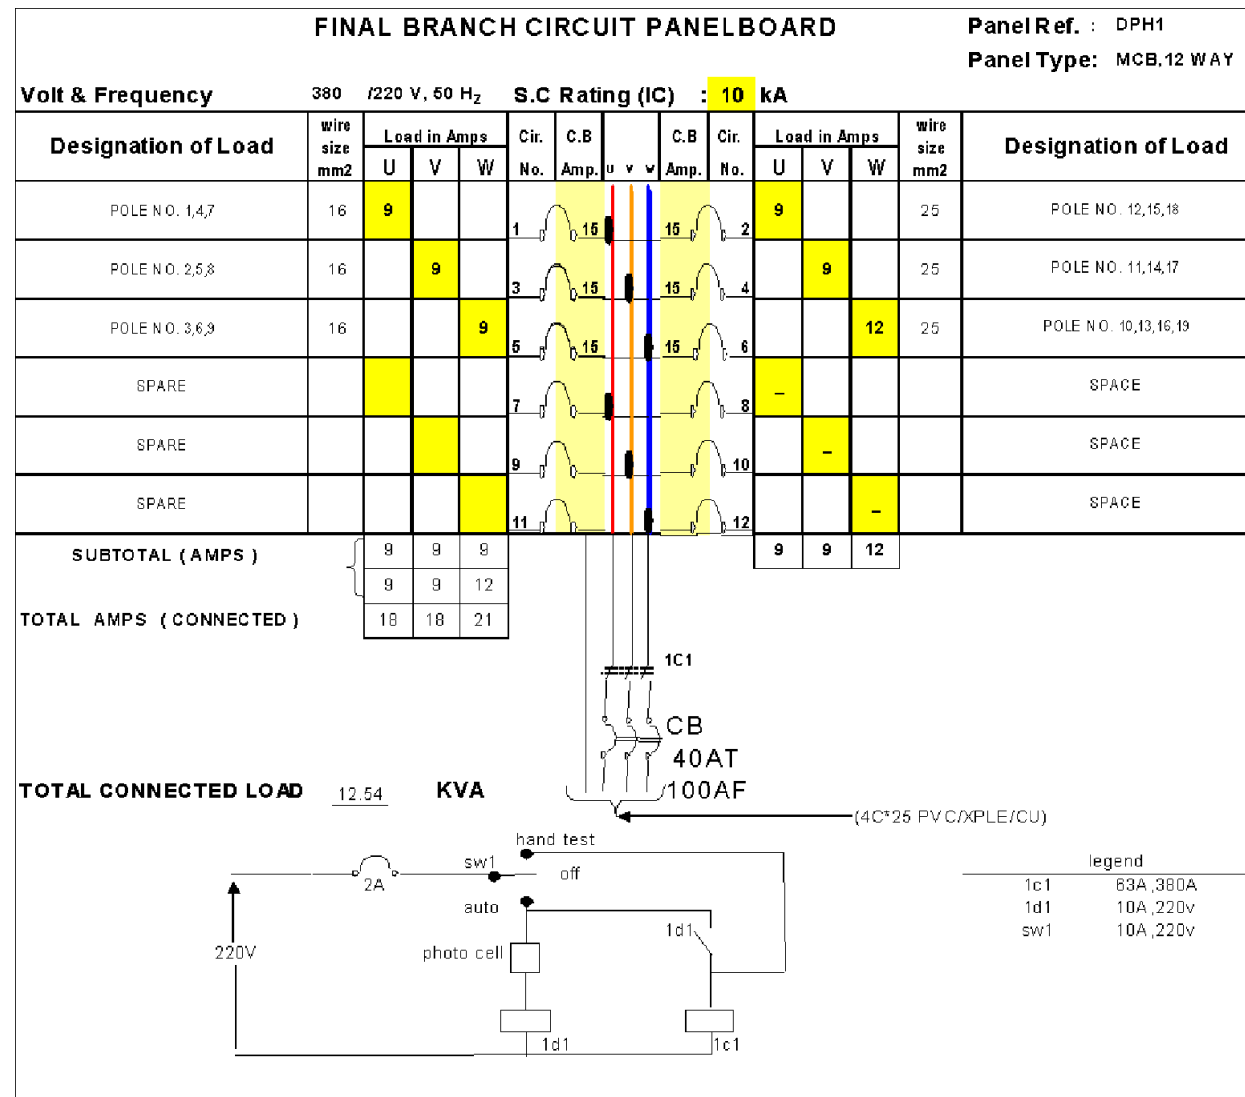 FINAL BRANCH CIRCUIT PANELBOARD
Panel Ref. : DPH1
Panel Type: MCB,12 WAY
Volt & Frequency 380 /220 V, 50 Hz S.C Rating (IC) : 10 kA
Designation of Load wire size mm2 Load in Amps Cir. No. C.B Amp. U V W C.B Amp. Cir. No. Load in Amps wire size mm2 Designation of Load
U V W U V W
POLE NO. 1,4,7 16 9 1 15 15 2 9 25 POLE NO. 12,15,18
POLE NO. 2,5,8 16 9 3 15 15 4 9 25 POLE NO. 11,14,17
POLE NO. 3,6,9 16 9 5 15 15 6 12 25 POLE NO. 10,13,16,19
SPARE 7 8 – SPACE
SPARE 9 10 – SPACE
SPARE 11 12 – SPACE
SUBTOTAL ( AMPS ) 9 9 9 9 9 12
9 9 12
TOTAL AMPS ( CONNECTED ) 18 18 21
1C1
CB
40AT
100AF
TOTAL CONNECTED LOAD 12.54 KVA
(4C*25 PVC/XPLE/CU)
hand test
sw1
off
2A
auto
1d1
220V
photo cell
1d1
1c1
legend
1c1 63A,380A
1d1 10A,220v
sw1 10A,220v